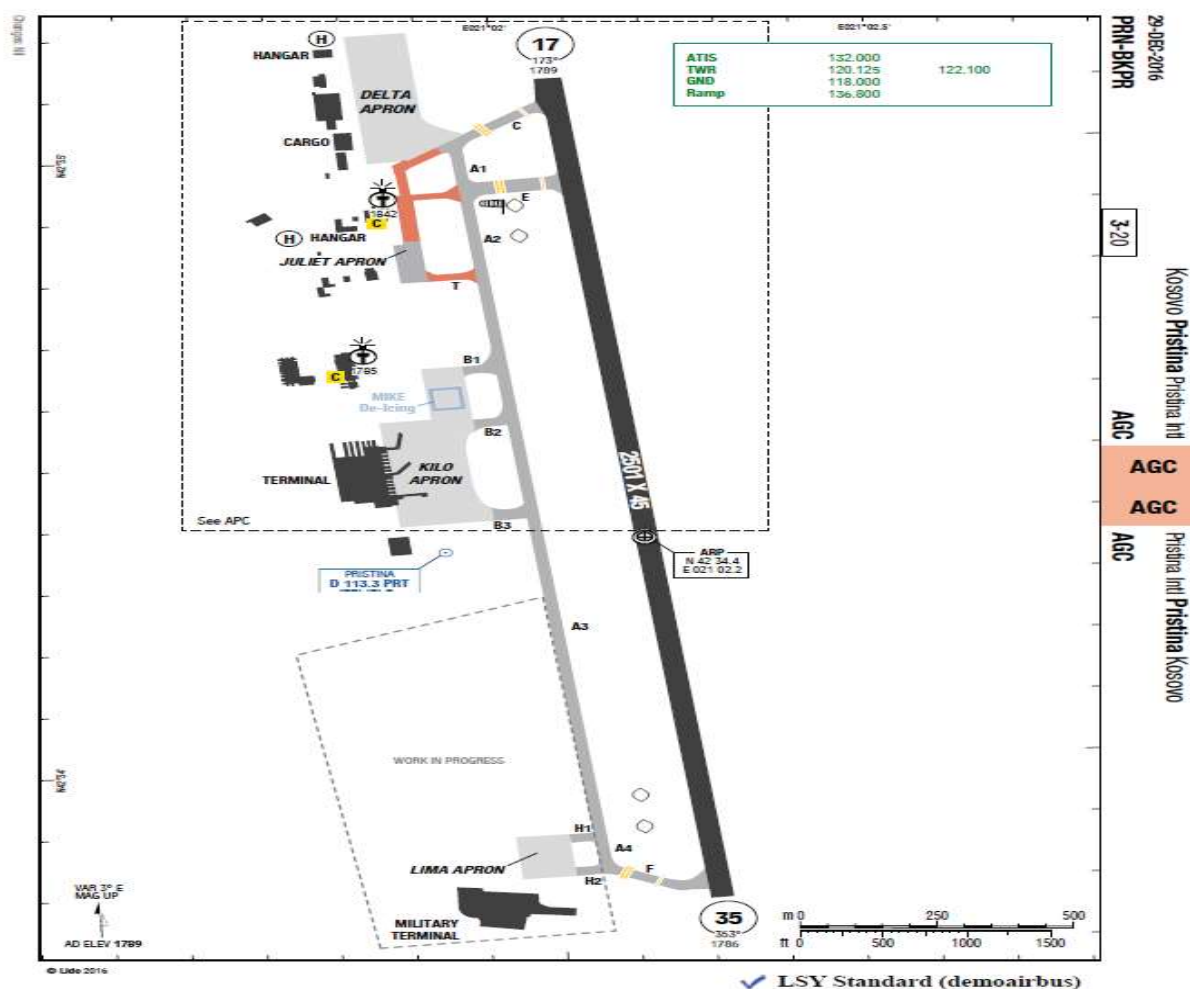 E021°02'
E021°02.5'
17
173°
1789
ATIS 132.000
TWR 120.125 122.100
GND 118.000
Ramp 136.800
29-DEC-2016
PRN-BKPR
3-20
Kosovo Pristina Pristina Intl
AGC
AGC
AGC
AGC
Pristina Intl Pristina Kosovo
H
HANGAR
DELTA
APRON
CARGO
C
A1
E
1842
C
A2
H
HANGAR
JULIET APRON
T
B1
1795
C
MIKE
De-Icing
B2
TERMINAL
KILO
APRON
2501 X 45
B3
See APC
ARP
N 42 34.4
E 021 02.2
PRISTINA
D 113.3 PRT
A3
WORK IN PROGRESS
N42°34'
H1
A4
LIMA APRON
F
H2
MILITARY
TERMINAL
35
353°
1786
m 0 250 500
ft 0 500 1000 1500
VAR 3° E
MAG UP
AD ELEV 1789
© Lido 2016
LSY Standard (demoairbus)